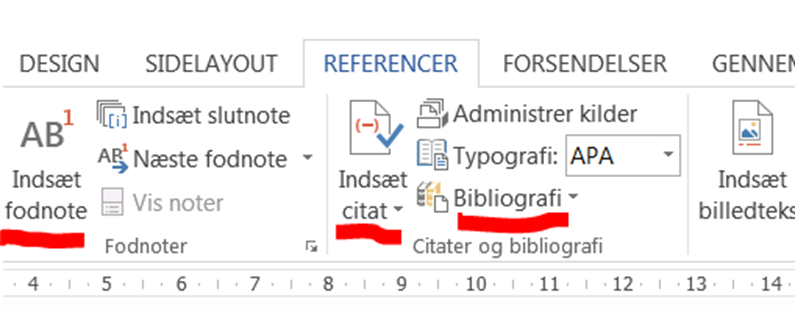 DESIGN SIDELAYOUT REFERENCER FORSENDELSER GENNEM
AB1
Indsæt
fodnote
[i] Indsæt slutnote
AB1 Næste fodnote
Vis noter
Fodnoter
(-)
Indsæt
citat
Administrer kilder
Typografi: APA
Bibliografi
Citater og bibliografi
Indsæt
billedteks
4 5 6 7 8 9 10 11 12 13 14